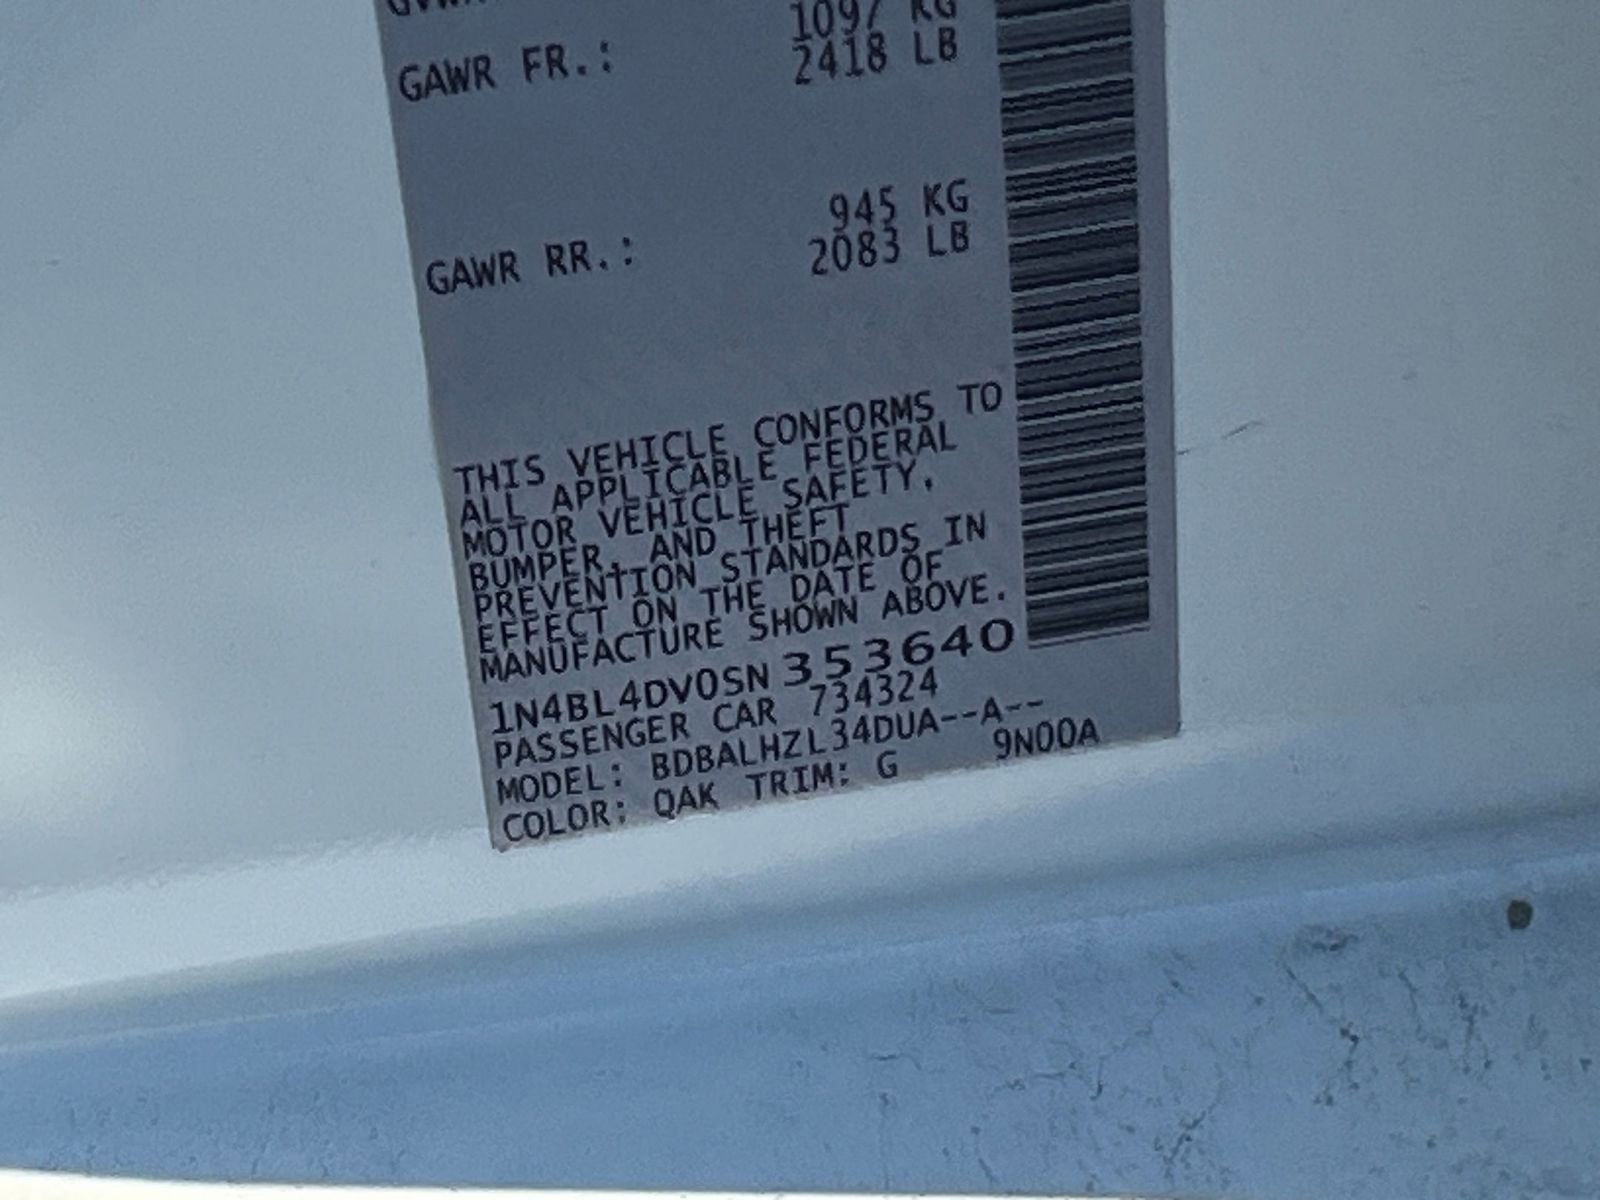 GVWR
1097 KG
GAWR FR.: 2418 LB
945 KG
GAWR RR.: 2083 LB
THIS VEHICLE CONFORMS TO
ALL APPLICABLE FEDERAL
MOTOR VEHICLE SAFETY,
BUMPER, AND THEFT
PREVENTION STANDARDS IN
EFFECT ON THE DATE OF
MANUFACTURE SHOWN ABOVE.
1N4BL4DV0SN353640
PASSENGER CAR 734324
MODEL: BDBALHZL34DUA--A--
COLOR: QAK TRIM: G 9N00A